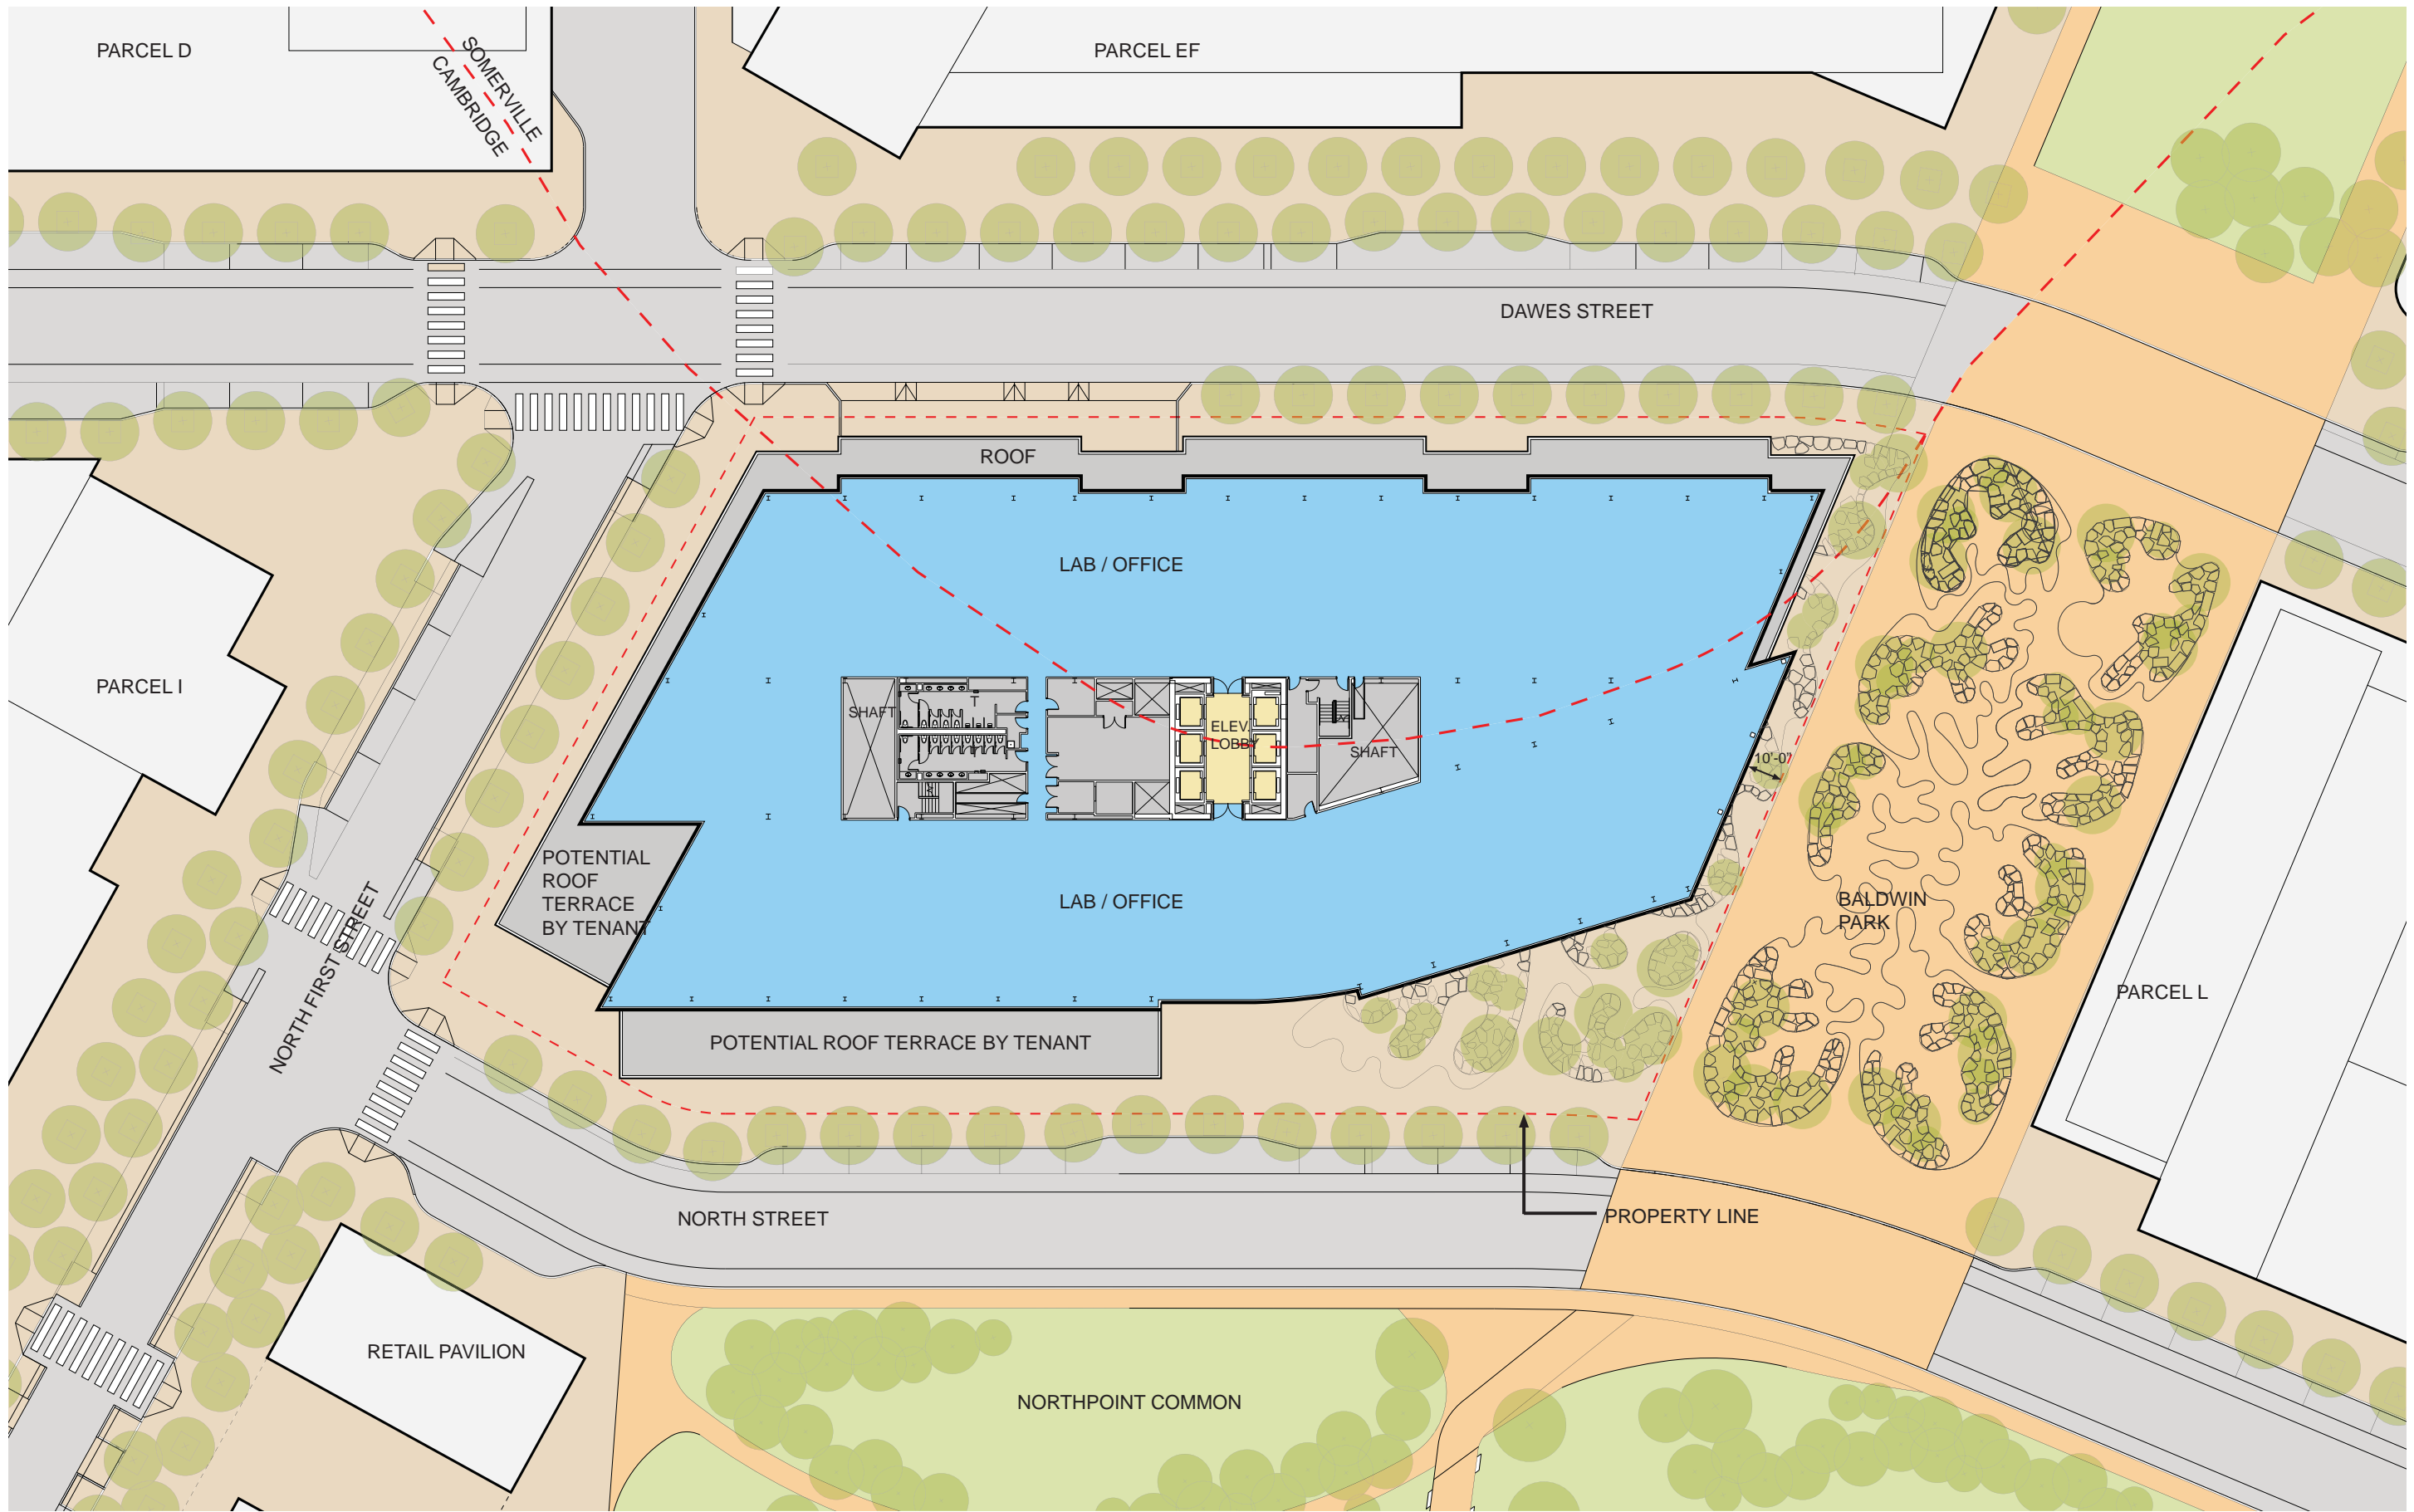 PARCEL D
SOMERVILLE
CAMBRIDGE
PARCEL EF
DAWES STREET
ROOF
LAB / OFFICE
PARCEL I
SHAFT
T
ELEV.
LOBBY
SHAFT
10'-0"
POTENTIAL
ROOF
TERRACE
BY TENANT
LAB / OFFICE
BALDWIN
PARK
NORTH FIRST STREET
PARCEL L
POTENTIAL ROOF TERRACE BY TENANT
NORTH STREET
PROPERTY LINE
RETAIL PAVILION
NORTHPOINT COMMON